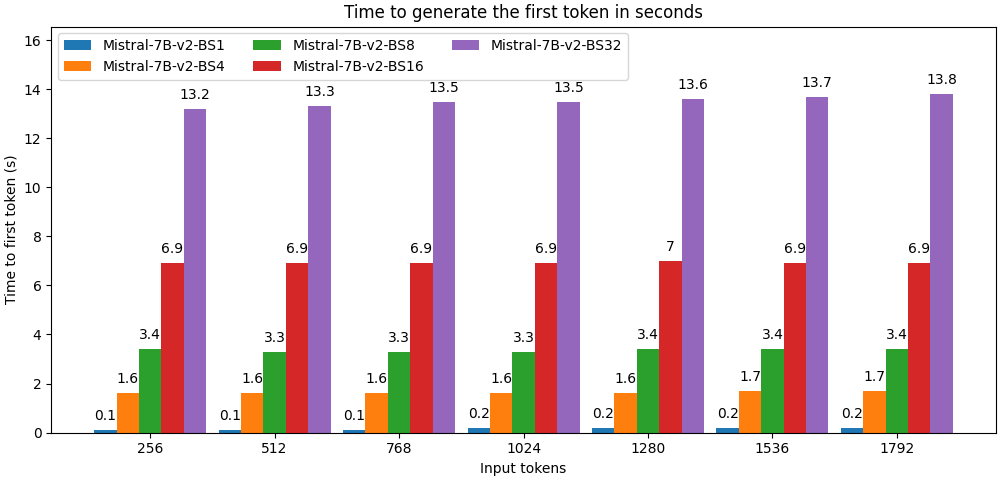 Time to generate the first token in seconds
Mistral-7B-v2-BS1 Mistral-7B-v2-BS8 Mistral-7B-v2-BS32
Mistral-7B-v2-BS4 Mistral-7B-v2-BS16
Time to first token (s)
16
14
12
10
8
6
4
2
0
0.1 1.6 3.4 6.9 13.2
0.1 1.6 3.3 6.9 13.3
0.1 1.6 3.3 6.9 13.5
0.2 1.6 3.3 6.9 13.5
0.2 1.6 3.4 7 13.6
0.2 1.7 3.4 6.9 13.7
0.2 1.7 3.4 6.9 13.8
256 512 768 1024 1280 1536 1792
Input tokens